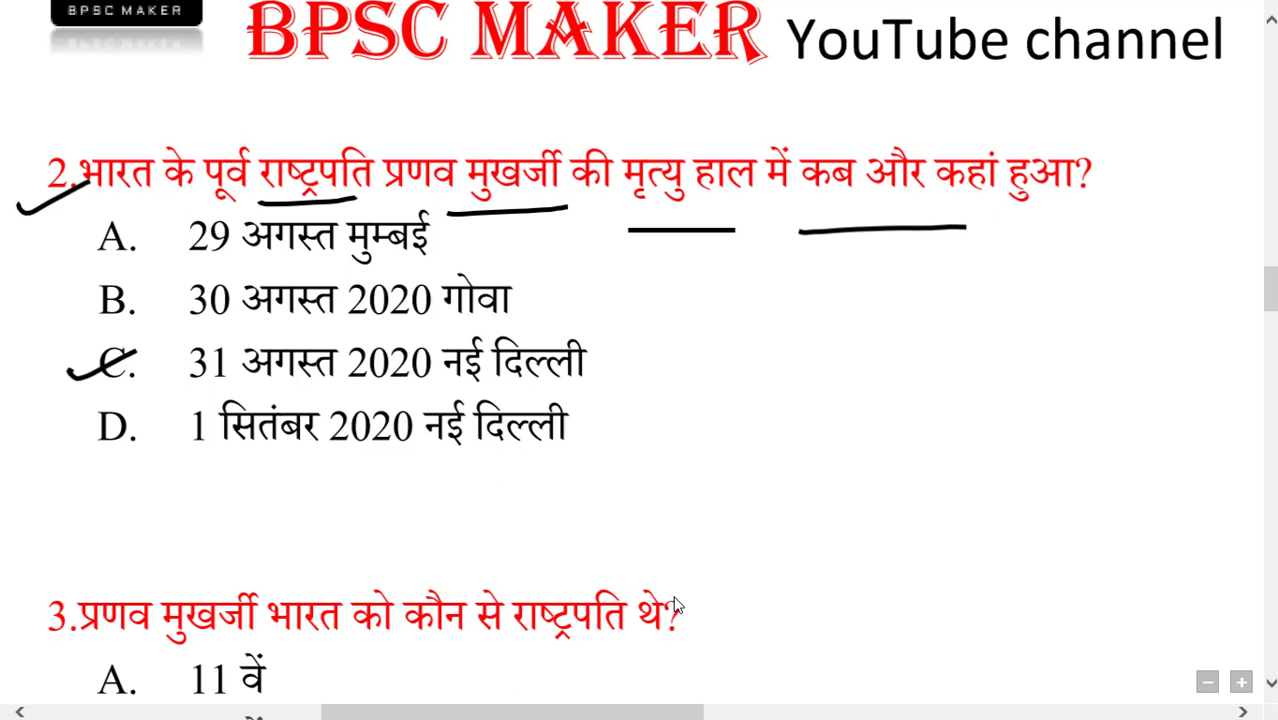 BPSC MAKER
BPSC MAKER YouTube channel
2.भारत के पूर्व राष्ट्रपति प्रणव मुखर्जी की मृत्यु हाल में कब और कहां हुआ?
A. 29 अगस्त मुम्बई
B. 30 अगस्त 2020 गोवा
C. 31 अगस्त 2020 नई दिल्ली
D. 1 सितंबर 2020 नई दिल्ली
3.प्रणव मुखर्जी भारत को कौन से राष्ट्रपति थे?
A. 11 वें